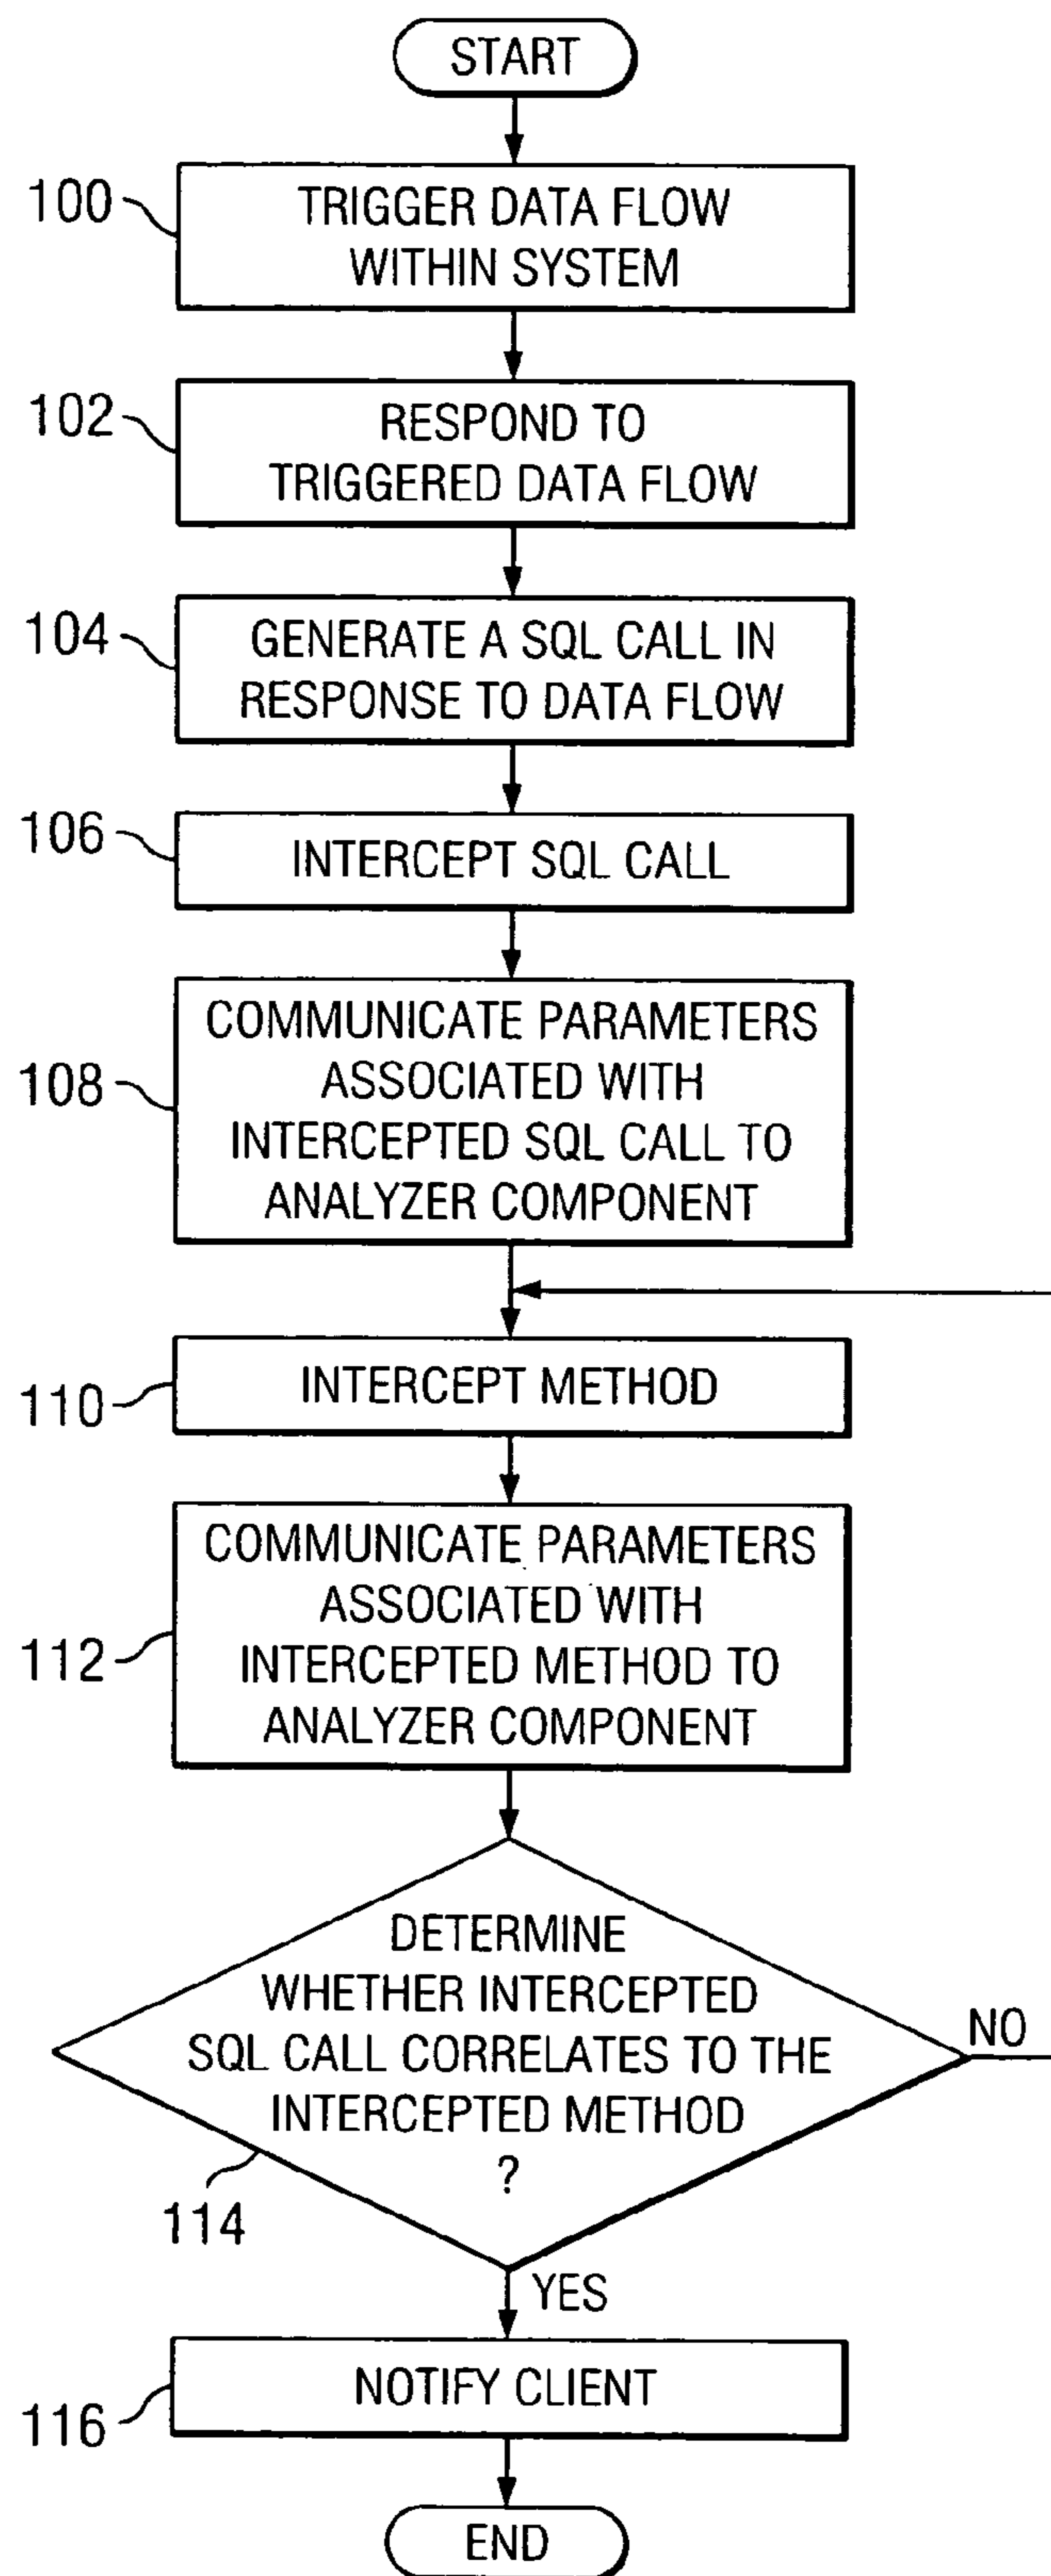 START
100
TRIGGER DATA FLOW
WITHIN SYSTEM
102
RESPOND TO
TRIGGERED DATA FLOW
104
GENERATE A SQL CALL IN
RESPONSE TO DATA FLOW
106
INTERCEPT SQL CALL
108
COMMUNICATE PARAMETERS
ASSOCIATED WITH
INTERCEPTED SQL CALL TO
ANALYZER COMPONENT
110
INTERCEPT METHOD
112
COMMUNICATE PARAMETERS
ASSOCIATED WITH
INTERCEPTED METHOD TO
ANALYZER COMPONENT
DETERMINE
WHETHER INTERCEPTED
SQL CALL CORRELATES TO THE
INTERCEPTED METHOD
?
NO
114
YES
116
NOTIFY CLIENT
END